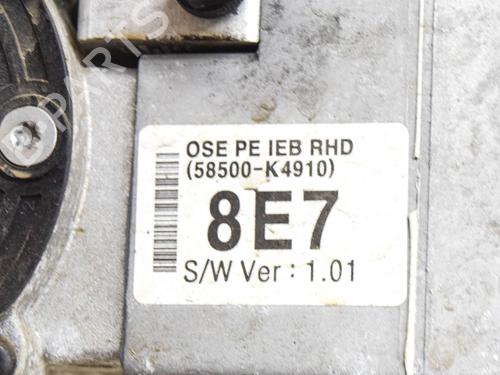 OSE PE IEB RHD
(58500-K4910)
8E7
S/W Ver : 1.01